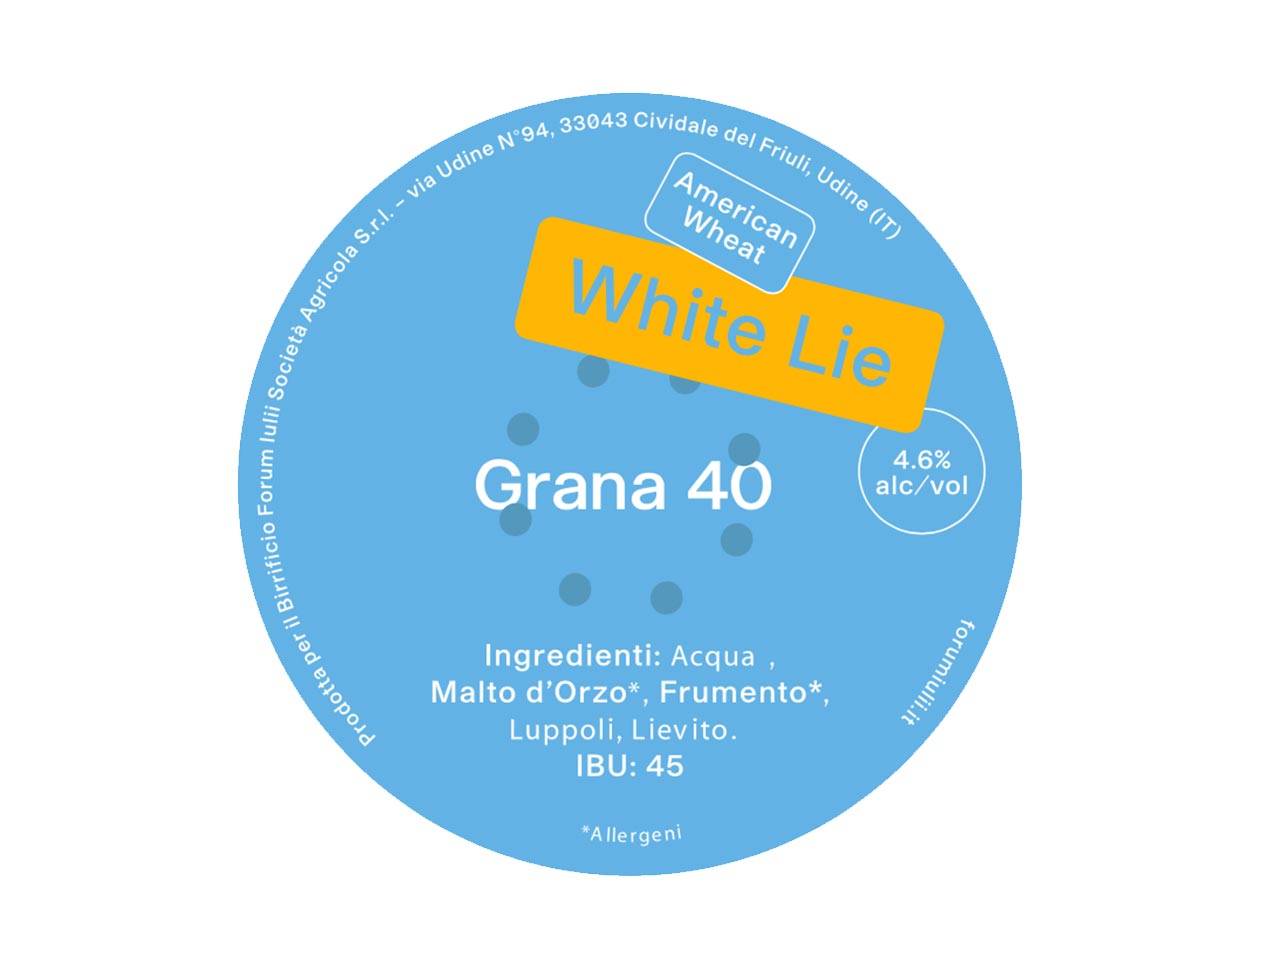 Prodotta per il Birrificio Forum Iulii Società Agricola S.r.l. – via Udine N°94, 33043 Cividale del Friuli, Udine (IT)
American
Wheat
White Lie
4.6%
alc/vol
Grana 40
Ingredienti: Acqua ,
Malto d’Orzo*, Frumento*,
Luppoli, Lievito.
IBU: 45
*Allergeni
forumiulii.it